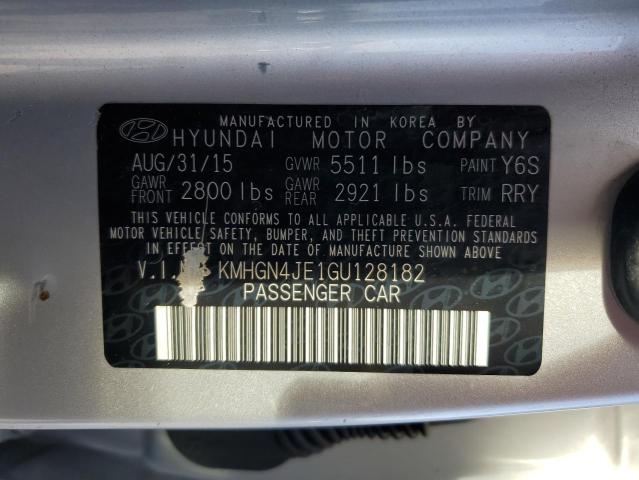 MANUFACTURED IN KOREA BY
HYUNDAI MOTOR COMPANY
AUG/31/15 GVWR 5511 lbs PAINT Y6S
GAWR FRONT 2800 lbs GAWR REAR 2921 lbs TRIM RRY
THIS VEHICLE CONFORMS TO ALL APPLICABLE U.S.A. FEDERAL
MOTOR VEHICLE SAFETY, BUMPER, AND THEFT PREVENTION
STANDARDS IN EFFECT ON THE DATE OF MANUFACTURE SHOWN ABOVE
V.I.N: KMHGN4JE1GU128182
PASSENGER CAR